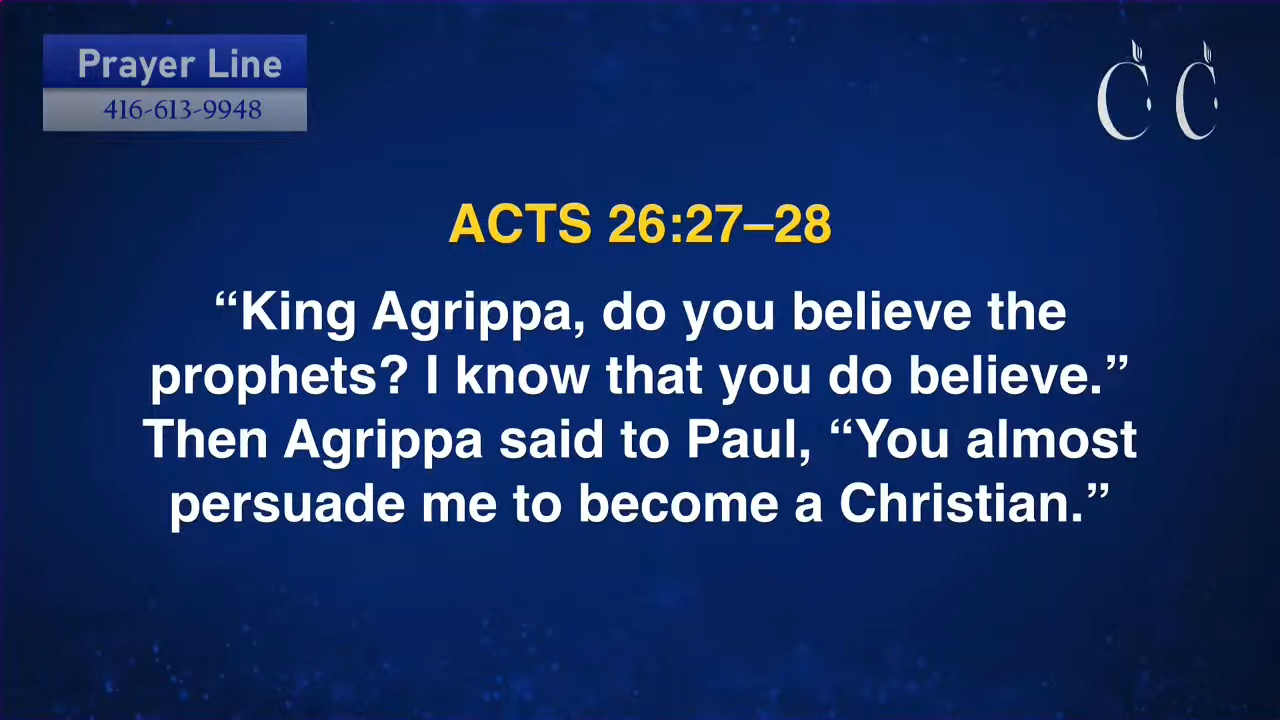 Prayer Line
416-613-9948
C C
ACTS 26:27–28
“King Agrippa, do you believe the
prophets? I know that you do believe.”
Then Agrippa said to Paul, “You almost
persuade me to become a Christian.”